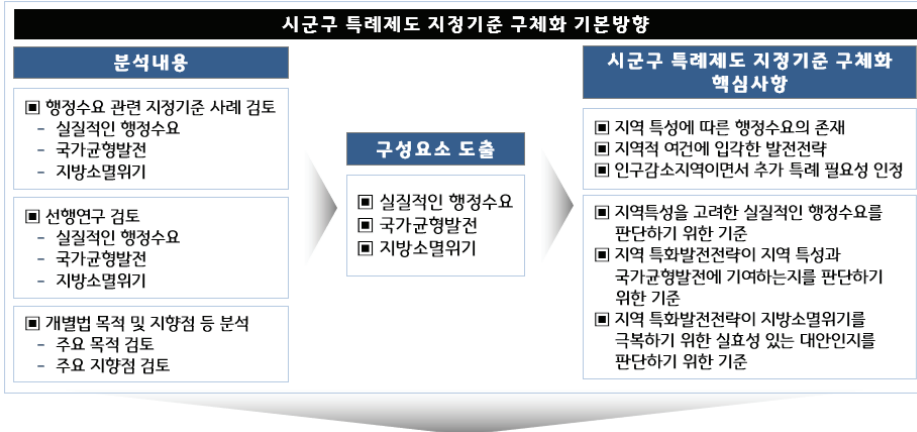 시군구 특례제도 지정기준 구체화 기본방향
분석내용
▣ 행정수요 관련 지정기준 사례 검토
- 실질적인 행정수요
- 국가균형발전
- 지방소멸위기
▣ 선행연구 검토
- 실질적인 행정수요
- 국가균형발전
- 지방소멸위기
▣ 개별법 목적 및 지향점 등 분석
- 주요 목적 검토
- 주요 지향점 검토
구성요소 도출
▣ 실질적인 행정수요
▣ 국가균형발전
▣ 지방소멸위기
시군구 특례제도 지정기준 구체화
핵심사항
▣ 지역 특성에 따른 행정수요의 존재
▣ 지역적 여건에 입각한 발전전략
▣ 인구감소지역이면서 추가 특례 필요성 인정
▣ 지역특성을 고려한 실질적인 행정수요를
판단하기 위한 기준
▣ 지역 특화발전전략이 지역 특성과
국가균형발전에 기여하는지를 판단하기
위한 기준
▣ 지역 특화발전전략이 지방소멸위기를
극복하기 위한 실효성 있는 대안인지를
판단하기 위한 기준